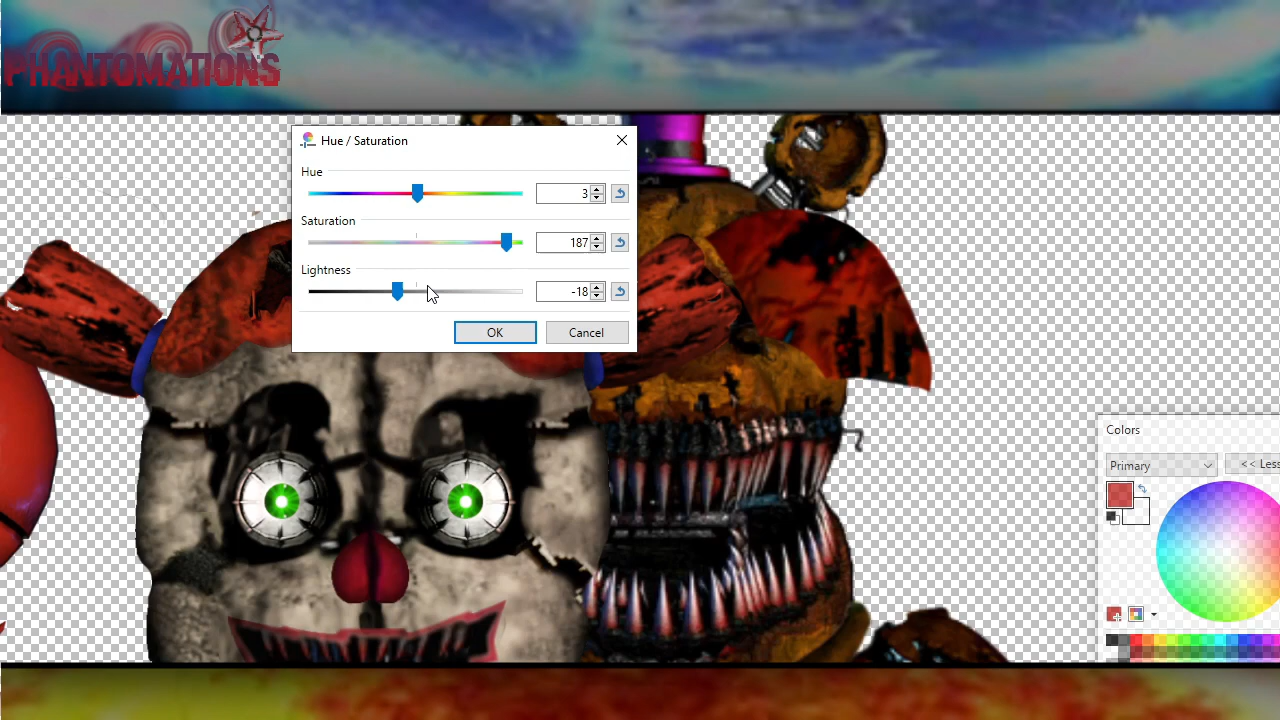 PHANTOMATIONS
Hue / Saturation
Hue
3
Saturation
187
Lightness
-18
OK
Cancel
Colors
Primary
<< Less